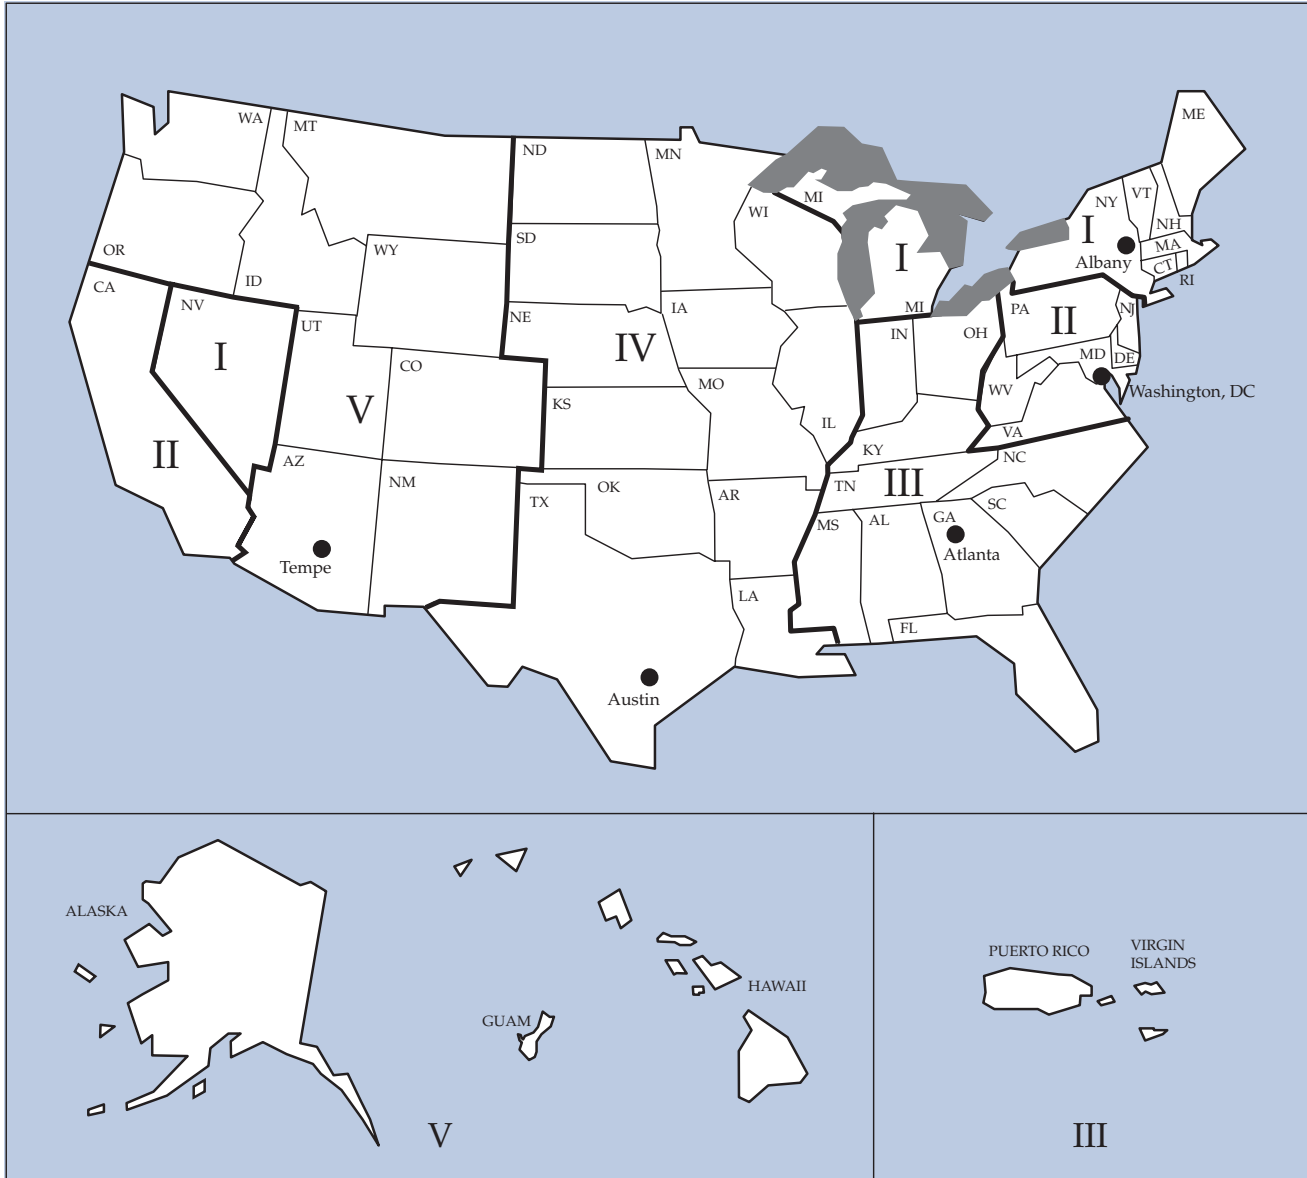 ME
WA
MT
ND
MN
MI
WI
NY
VT
NH
MA
CT
RI
I
Albany
OR
ID
WY
SD
CA
NV
UT
NE
IA
I
MI
IN
OH
PA
II
NJ
MD
DE
Washington, DC
I
IV
CO
V
II
KS
MO
IL
WV
VA
KY
AZ
NM
TX
OK
AR
TN
III
NC
SC
MS
AL
GA
Atlanta
Tempe
LA
FL
Austin
ALASKA
GUAM
HAWAII
V
PUERTO RICO
VIRGIN
ISLANDS
III